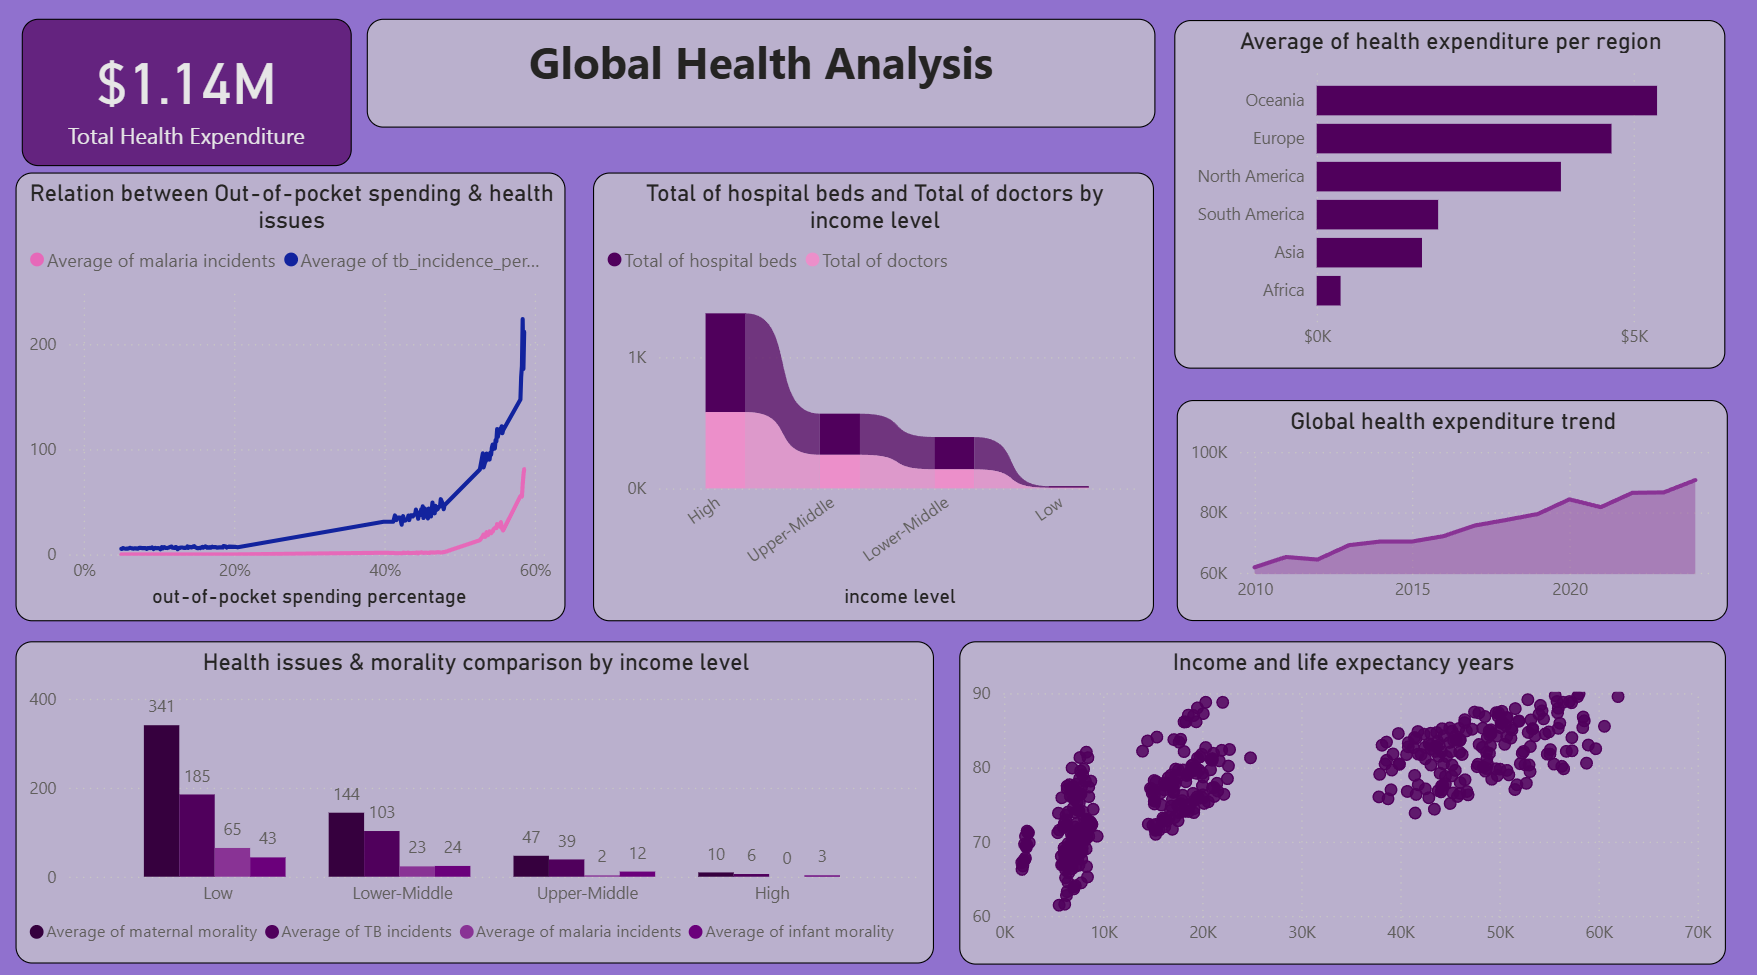 $1.14M
Total Health Expenditure
Global Health Analysis
Average of health expenditure per region
Oceania
Europe
North America
South America
Asia
Africa
$0K
$5K
Relation between Out-of-pocket spending & health
issues
Average of malaria incidents
Average of tb_incidence_per...
200
100
0
0%
20%
40%
60%
out-of-pocket spending percentage
Total of hospital beds and Total of doctors by
income level
Total of hospital beds
Total of doctors
1K
0K
High
Upper-Middle
Lower-Middle
Low
income level
Global health expenditure trend
100K
80K
60K
2010
2015
2020
Health issues & morality comparison by income level
400
200
0
341
185
65
43
144
103
23
24
47
39
2
12
10
6
0
3
Low
Lower-Middle
Upper-Middle
High
Average of maternal morality
Average of TB incidents
Average of malaria incidents
Average of infant morality
Income and life expectancy years
90
80
70
60
0K
10K
20K
30K
40K
50K
60K
70K